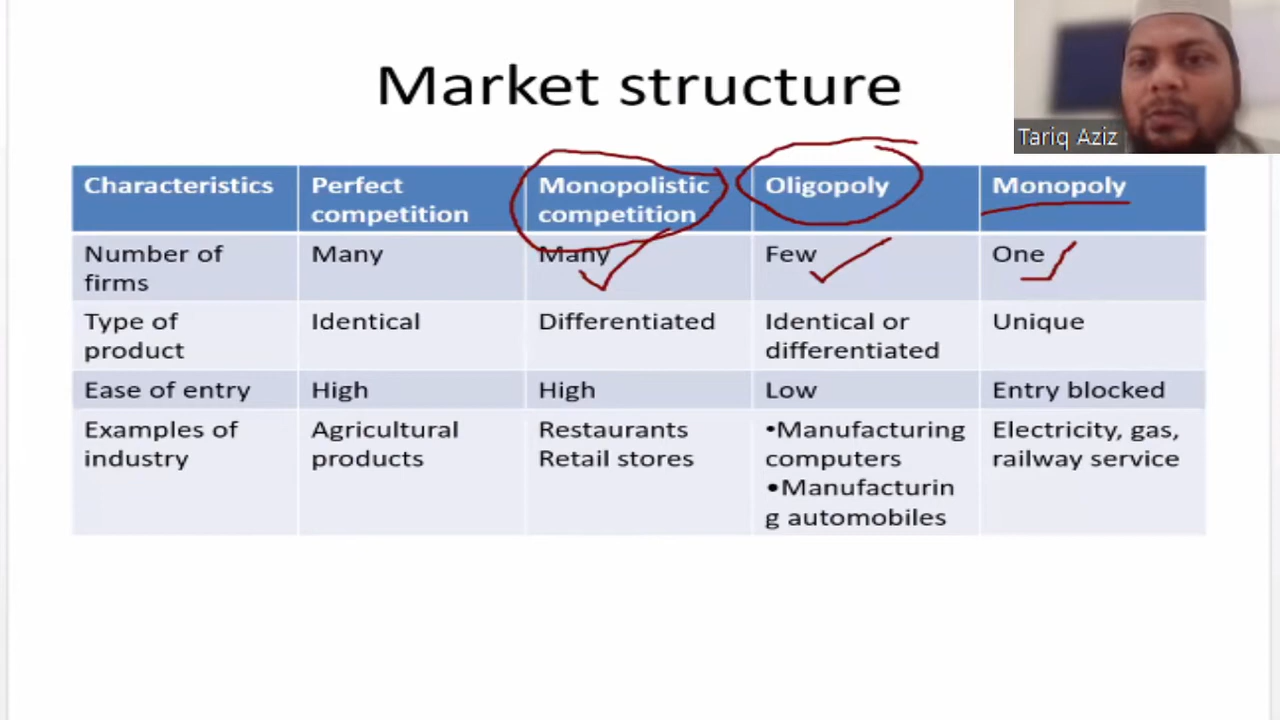 Market structure
Tariq Aziz
Characteristics
Perfect
competition
Monopolistic
competition
Oligopoly
Monopoly
Number of
firms
Many
Many
Few
One
Type of
product
Identical
Differentiated
Identical or
differentiated
Unique
Ease of entry
High
High
Low
Entry blocked
Examples of
industry
Agricultural
products
Restaurants
Retail stores
•Manufacturing
computers
•Manufacturin
g automobiles
Electricity, gas,
railway service